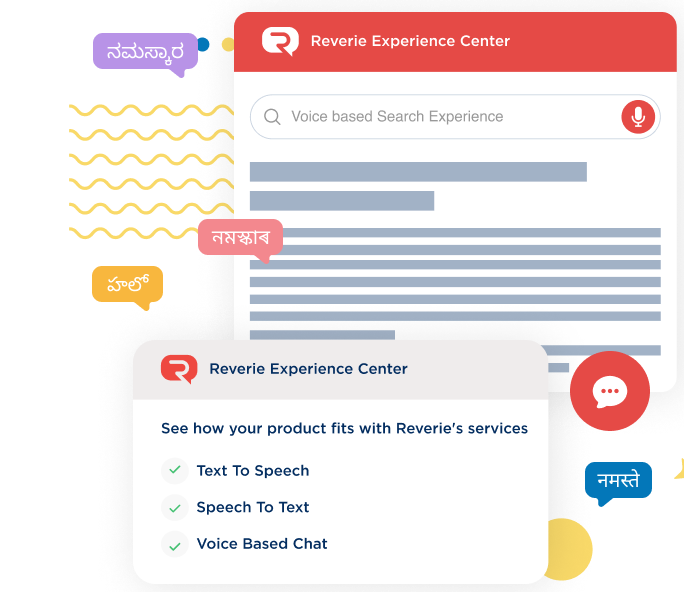 ನಮಸ್ಕಾರ
Reverie Experience Center
Voice based Search Experience
নমস্কাৰ
హలో
Reverie Experience Center
See how your product fits with Reverie's services
Text To Speech
Speech To Text
Voice Based Chat
नमस्ते